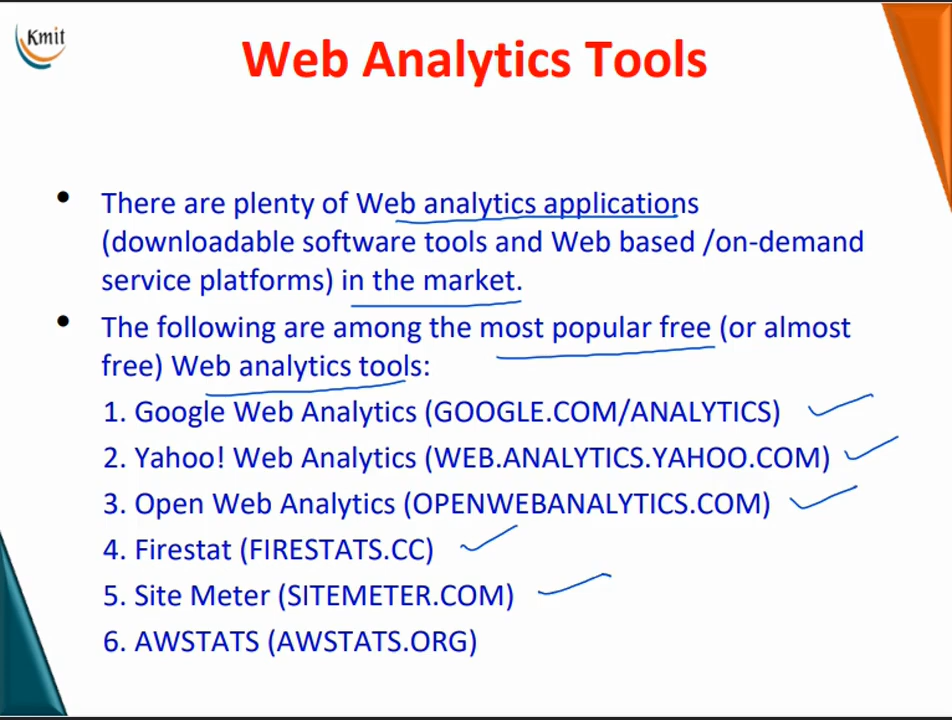 Kmit
Web Analytics Tools
• There are plenty of Web analytics applications
(downloadable software tools and Web based /on-demand
service platforms) in the market.
• The following are among the most popular free (or almost
free) Web analytics tools:
1. Google Web Analytics (GOOGLE.COM/ANALYTICS)
2. Yahoo! Web Analytics (WEB.ANALYTICS.YAHOO.COM)
3. Open Web Analytics (OPENWEBANALYTICS.COM)
4. Firestat (FIRESTATS.CC)
5. Site Meter (SITEMETER.COM)
6. AWSTATS (AWSTATS.ORG)